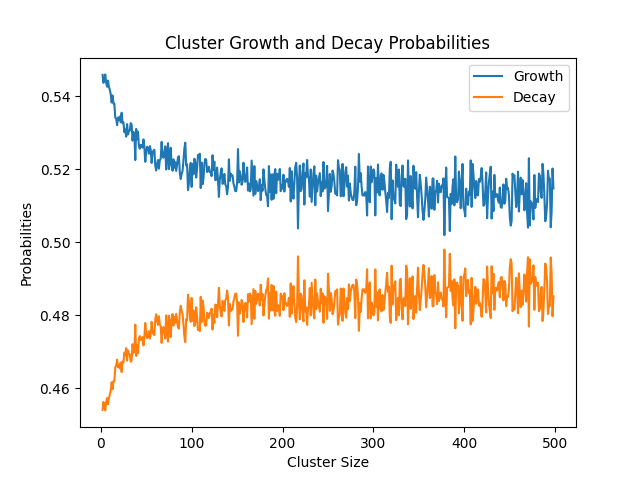 Cluster Growth and Decay Probabilities
Growth
Decay
0.54
0.52
0.50
0.48
0.46
Probabilities
0
100
200
300
400
500
Cluster Size